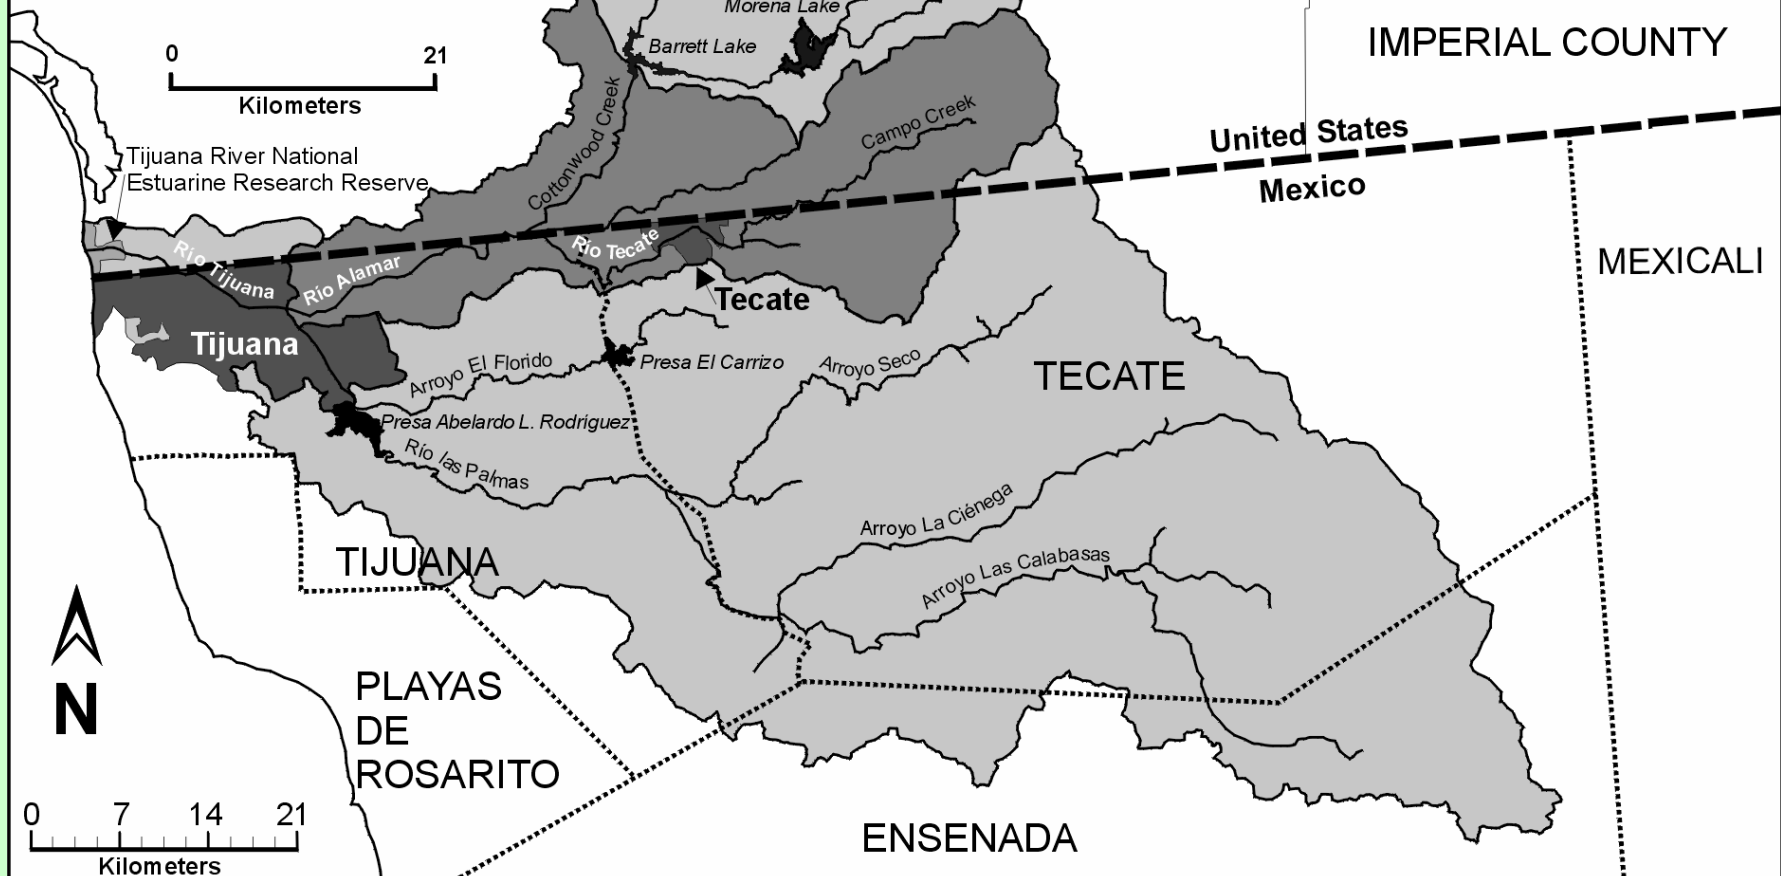 Morena Lake
Barrett Lake
0 21
Kilometers
IMPERIAL COUNTY
Cottonwood Creek
Campo Creek
United States
Mexico
Tijuana River National
Estuarine Research Reserve
Río Tijuana
Río Alamar
Río Tecate
MEXICALI
Tecate
Tijuana
Arroyo El Florido
Presa El Carrizo
Arroyo Seco
TECATE
Presa Abelardo L. Rodriguez
Río las Palmas
Arroyo La Ciénega
Arroyo Las Calabasas
TIJUANA
N
PLAYAS
DE
ROSARITO
ENSENADA
0 7 14 21
Kilometers